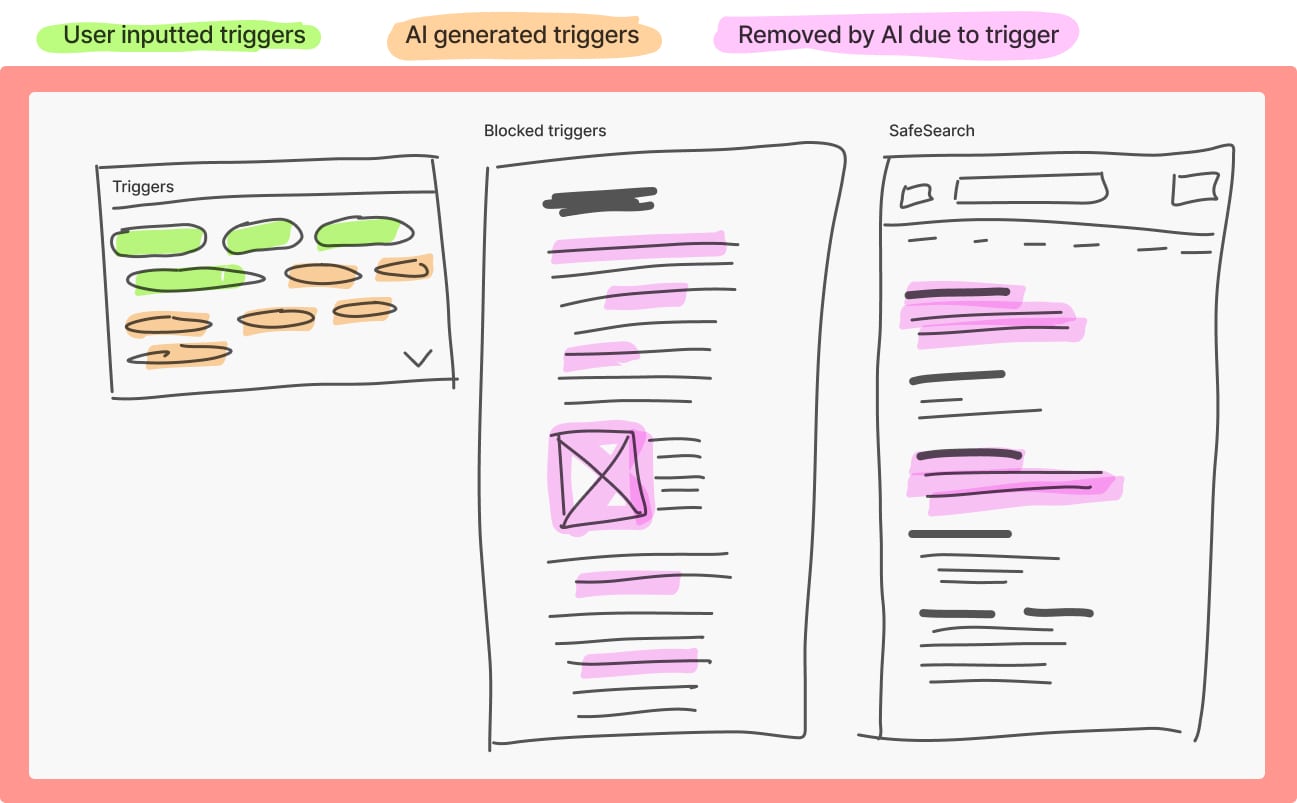 User inputted triggers
AI generated triggers
Removed by AI due to trigger
Blocked triggers
SafeSearch
Triggers